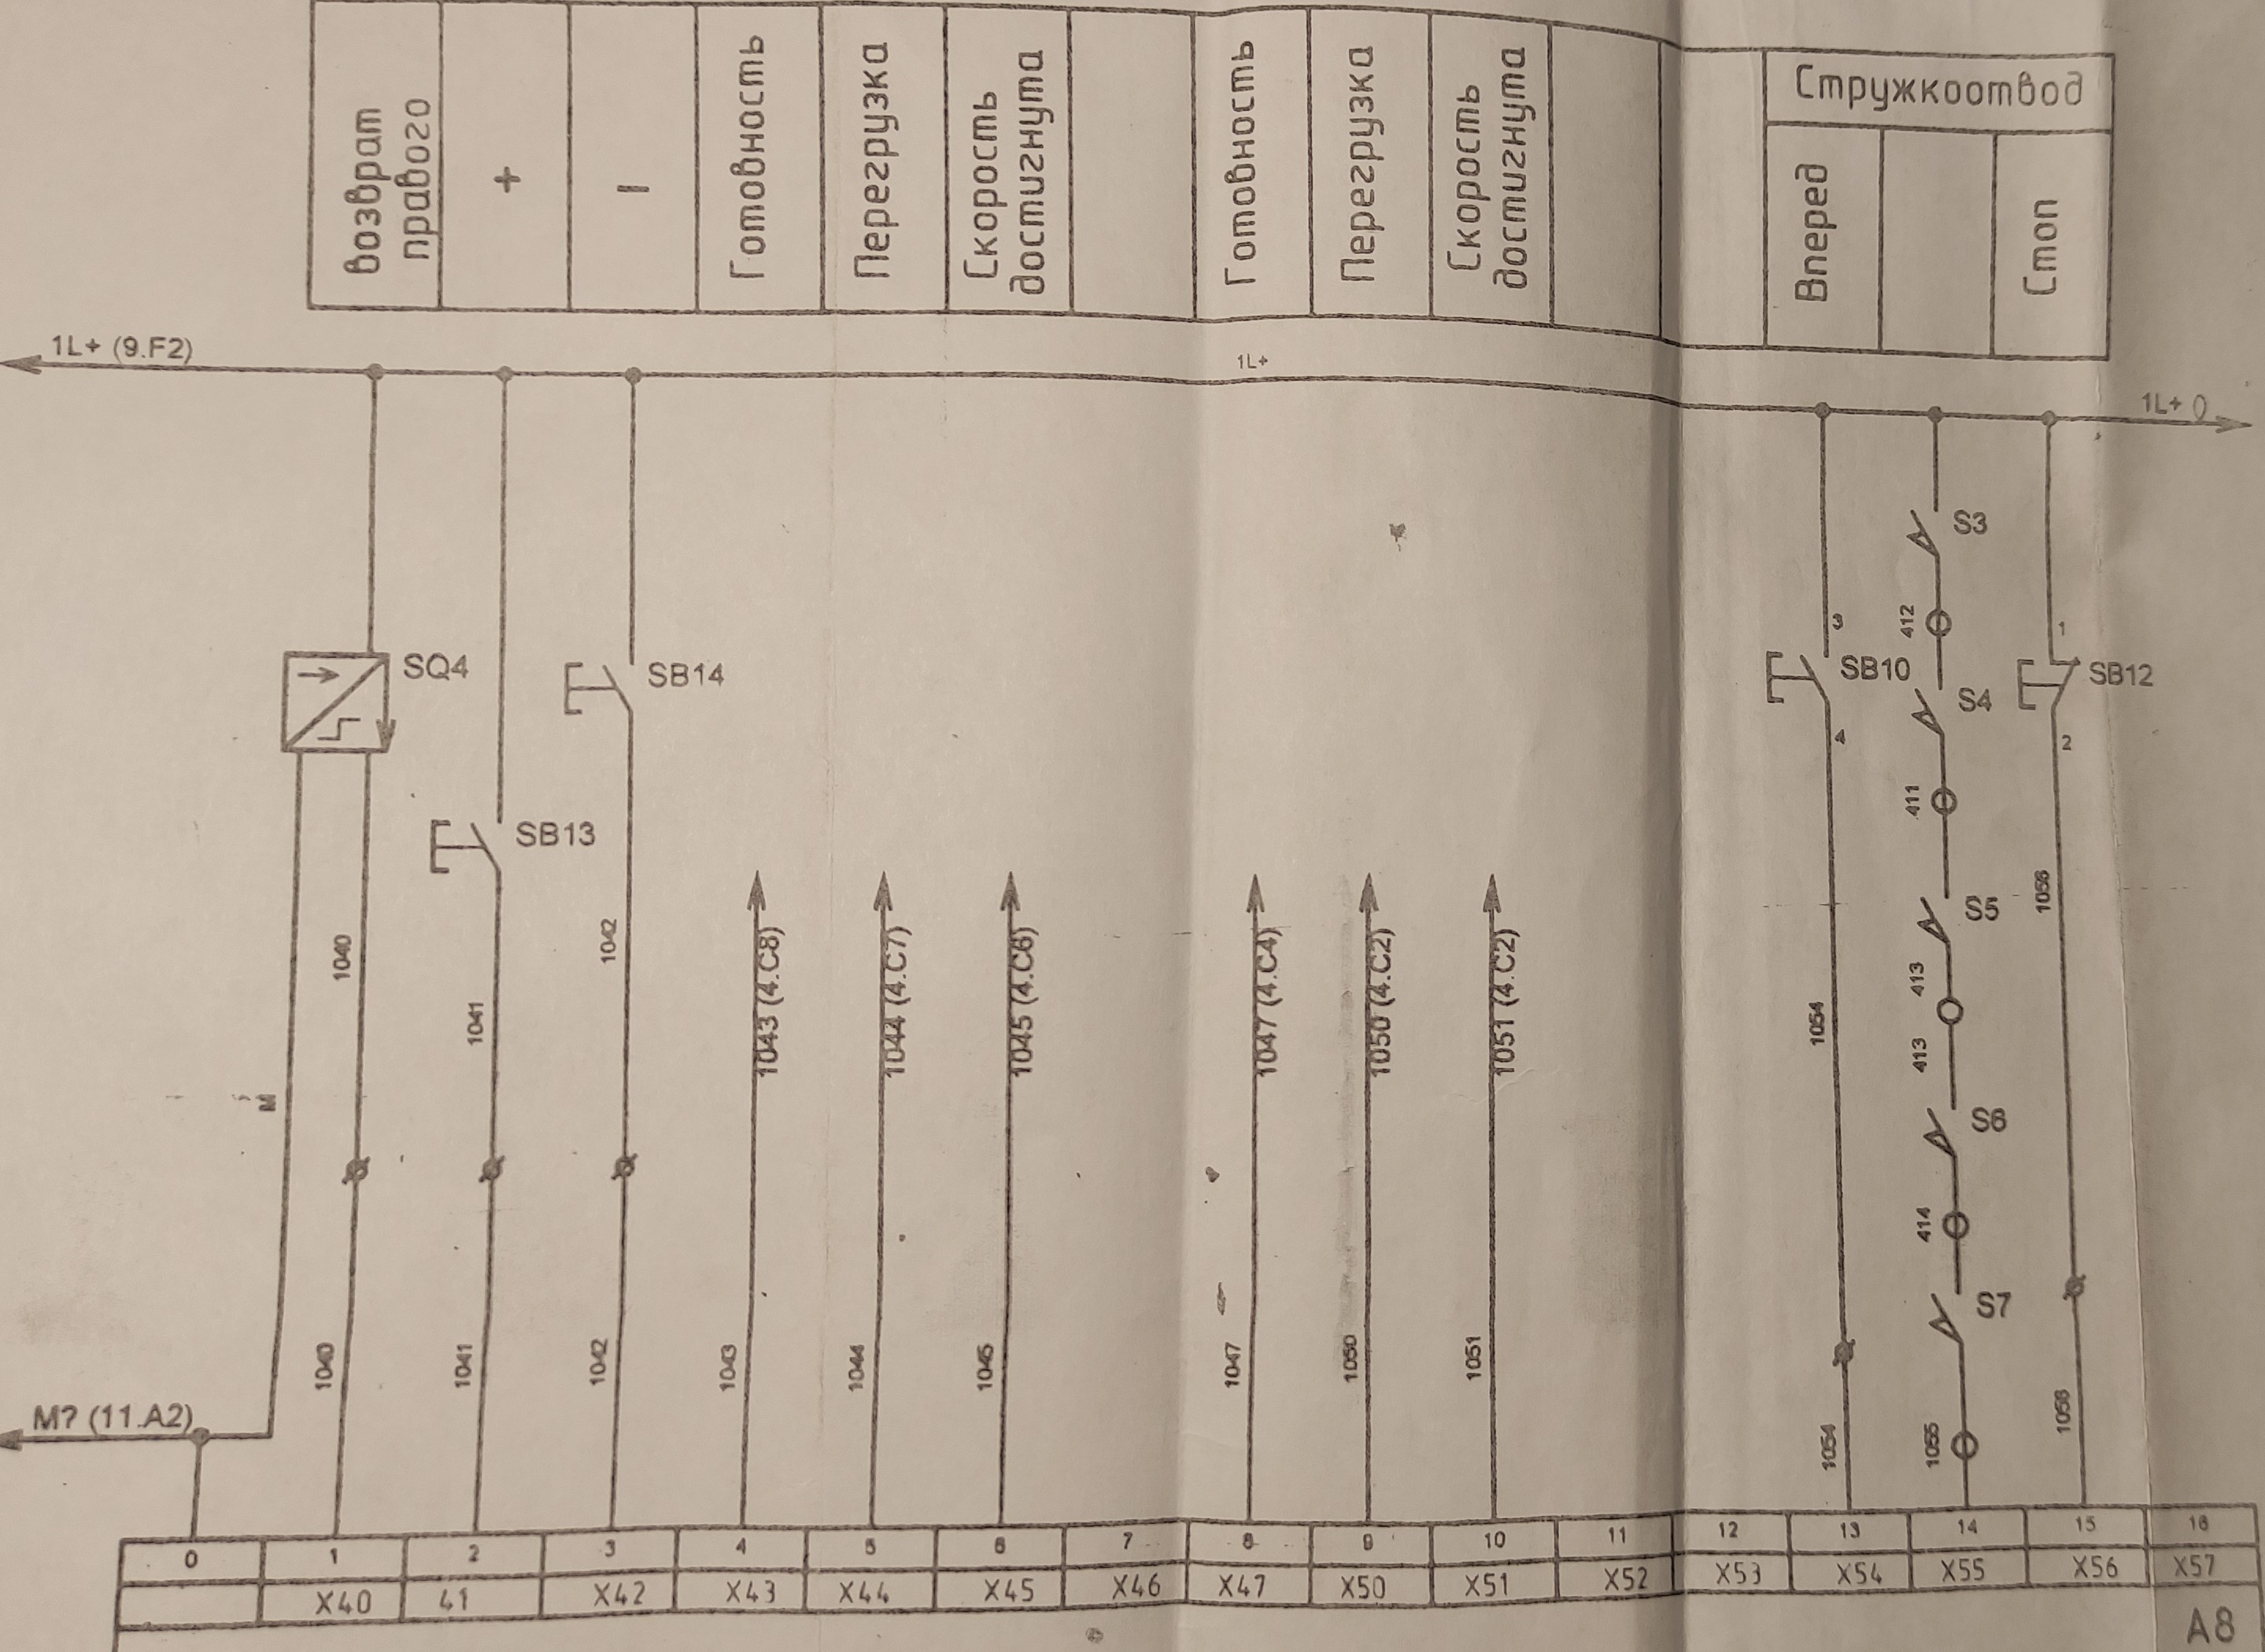 Стружкоотвод
возврат
правого
+
−
Готовность
Перегрузка
Скорость
достигнута
Готовность
Перегрузка
Скорость
достигнута
Вперед
Стоп
1L+ (9.F2)
1L+
1L+ 0
S3
412
3
1
SQ4
SB14
SB10
S4
SB12
4
2
411
SB13
1040
1041
1042
1043 (4.C8)
1044 (4.C7)
1045 (4.C6)
1047 (4.C4)
1050 (4.C2)
1051 (4.C2)
1054
S5
1056
413
413
M
S6
414
S7
1040
1041
1042
1043
1044
1045
1047
1050
1051
1054
1055
1056
M? (11.A2)
0 1 2 3 4 5 6 7 8 9 10 11 12 13 14 15 16
X40 41 X42 X43 X44 X45 X46 X47 X50 X51 X52 X53 X54 X55 X56 X57
A8